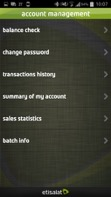 10:07
account management
balance check
change password
transactions history
summary of my account
sales statistics
batch info
etisalat